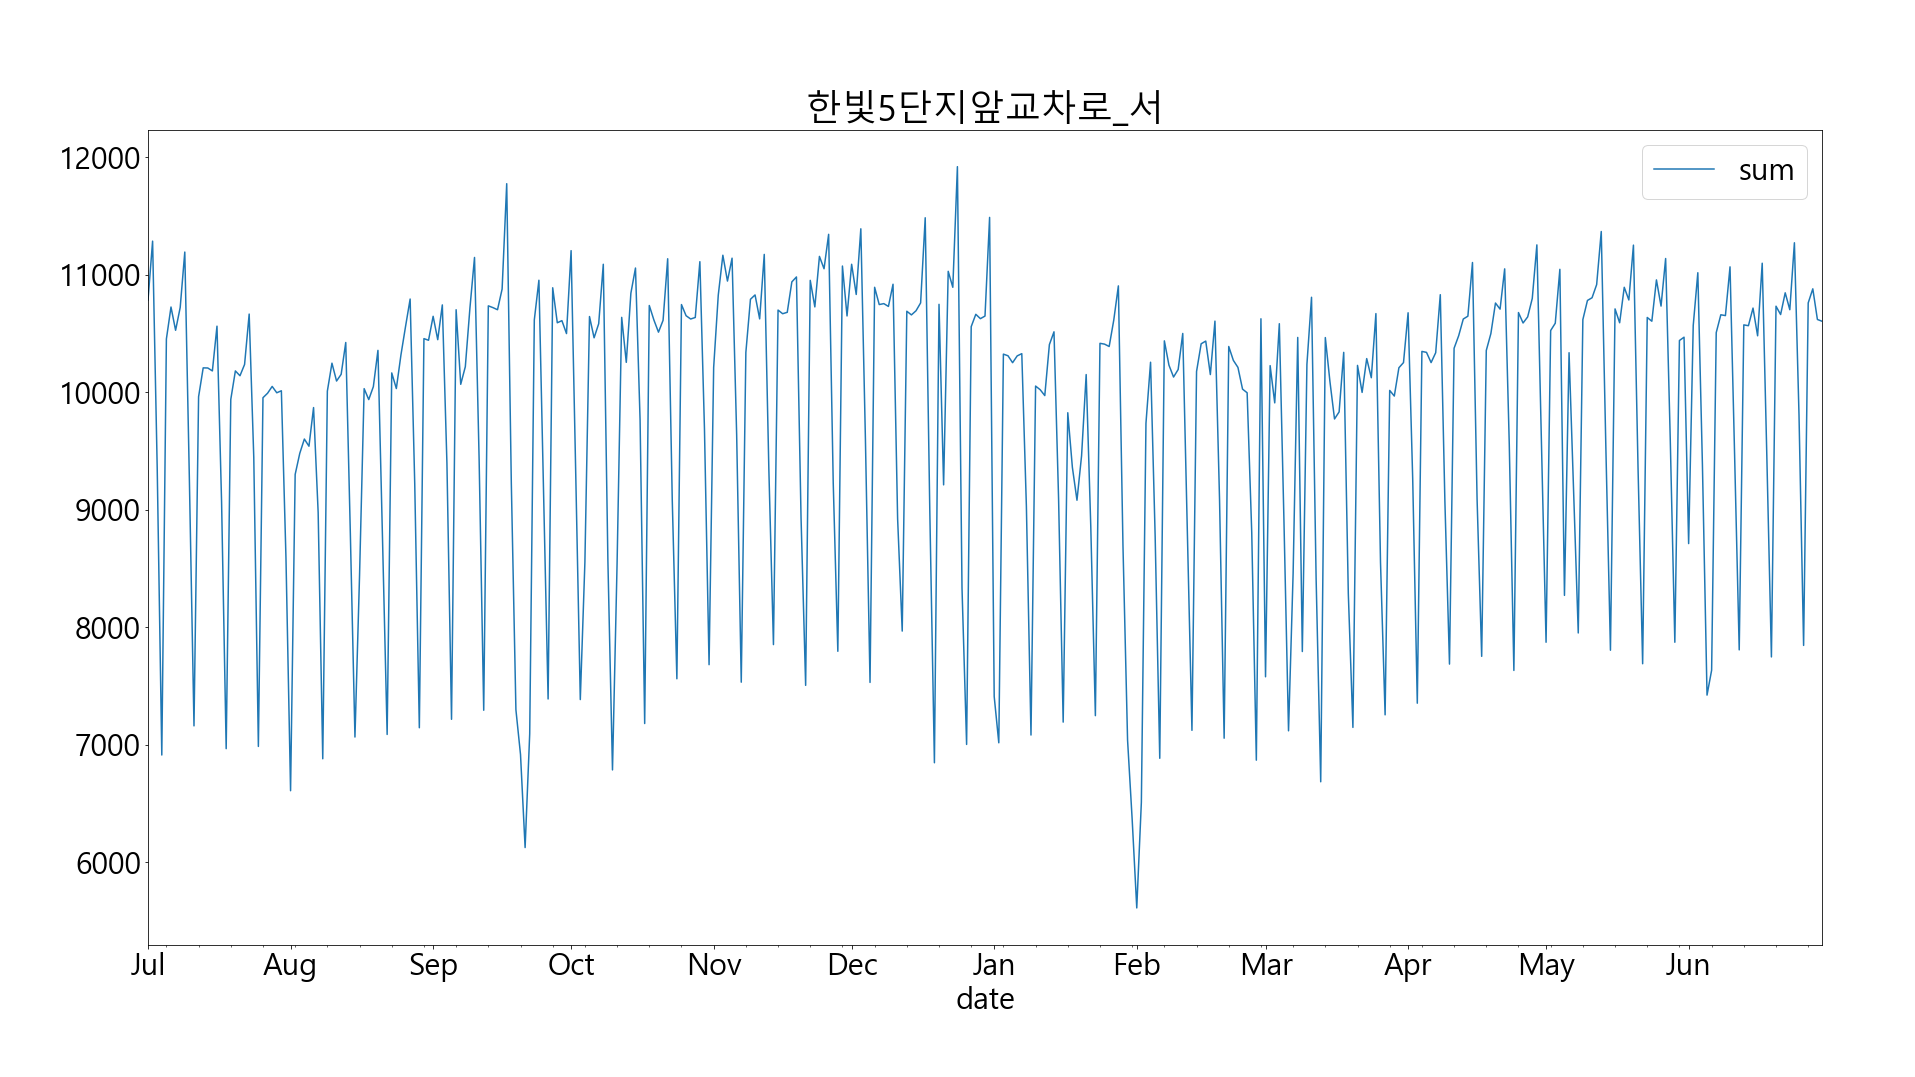 한빛5단지앞교차로_서
sum
12000
11000
10000
9000
8000
7000
6000
Jul Aug Sep Oct Nov Dec Jan Feb Mar Apr May Jun
date